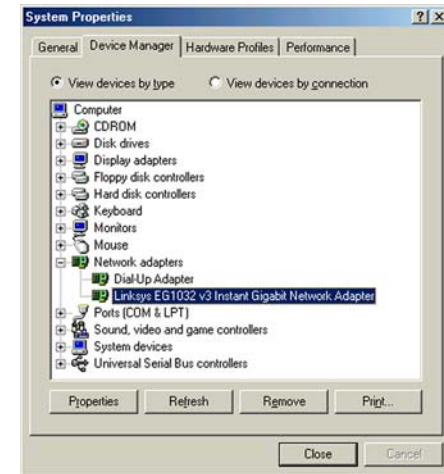 System Properties
General Device Manager Hardware Profiles Performance
View devices by type View devices by connection
Computer
CDROM
Disk drives
Display adapters
Floppy disk controllers
Hard disk controllers
Keyboard
Monitors
Mouse
Network adapters
Dial-Up Adapter
Linksys EG1032 v3 Instant Gigabit Network Adapter
Ports (COM & LPT)
Sound, video and game controllers
System devices
Universal Serial Bus controllers
Properties Refresh Remove Print...
Close Cancel